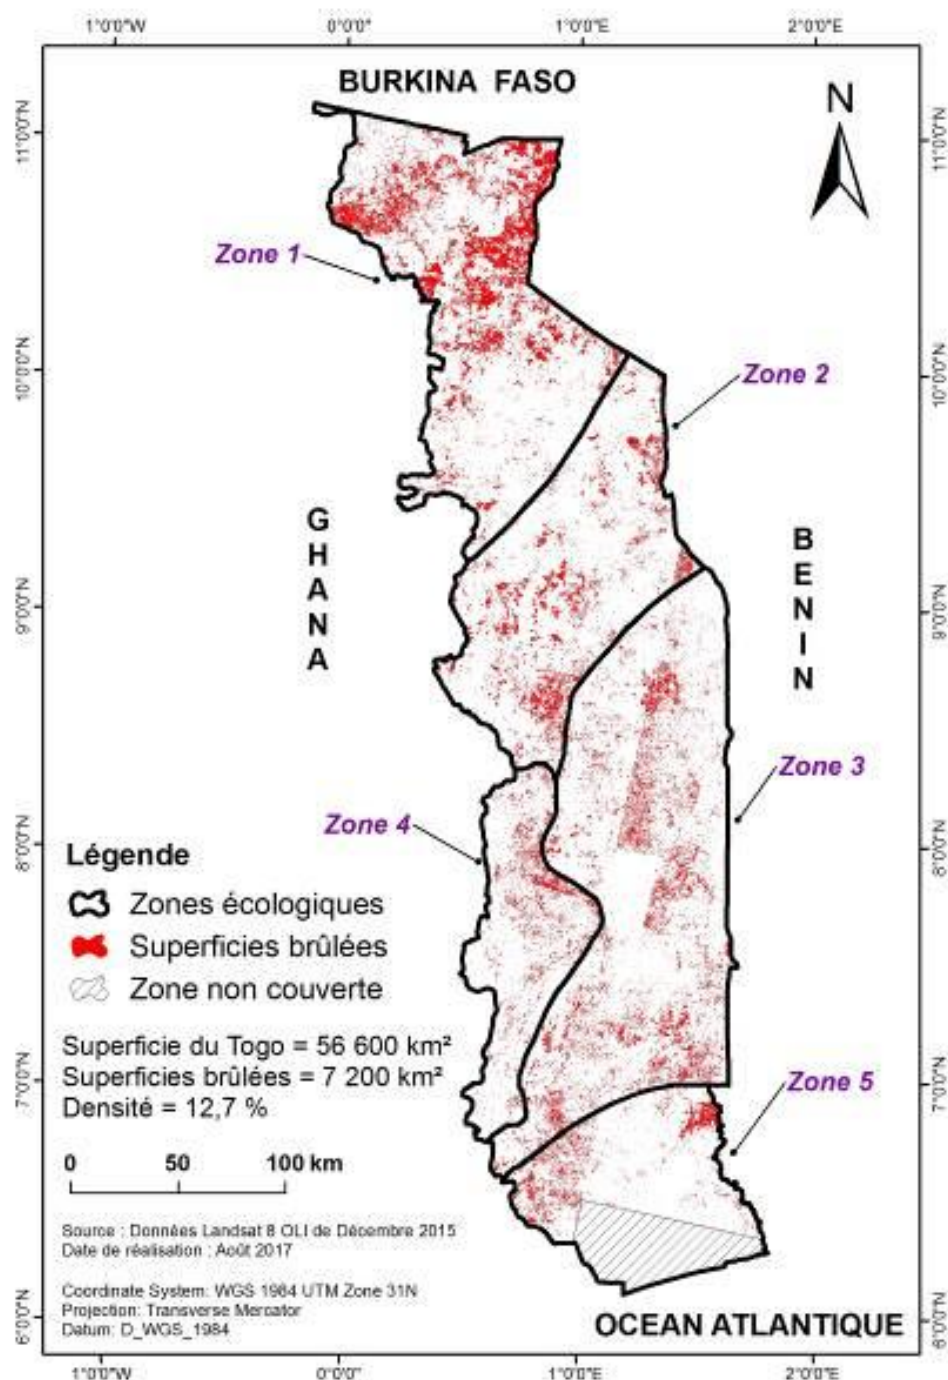 1°0'0"W 0°0'0" 1°0'0"E 2°0'0"E
BURKINA FASO
N
11°0'0"N 11°0'0"N
Zone 1
10°0'0"N 10°0'0"N
Zone 2
GHANA
BENIN
9°0'0"N 9°0'0"N
Zone 3
Zone 4
8°0'0"N 8°0'0"N
Légende
Zones écologiques
Superficies brûlées
Zone non couverte
Superficie du Togo = 56 600 km²
Superficies brûlées = 7 200 km²
Densité = 12,7 %
7°0'0"N 7°0'0"N
Zone 5
0 50 100 km
Source : Données Landsat 8 OLI de Décembre 2015
Date de réalisation : Août 2017
Coordinate System: WGS 1984 UTM Zone 31N
Projection: Transverse Mercator
Datum: D_WGS_1984
6°0'0"N 6°0'0"N
OCEAN ATLANTIQUE
1°0'0"W 0°0'0" 1°0'0"E 2°0'0"E